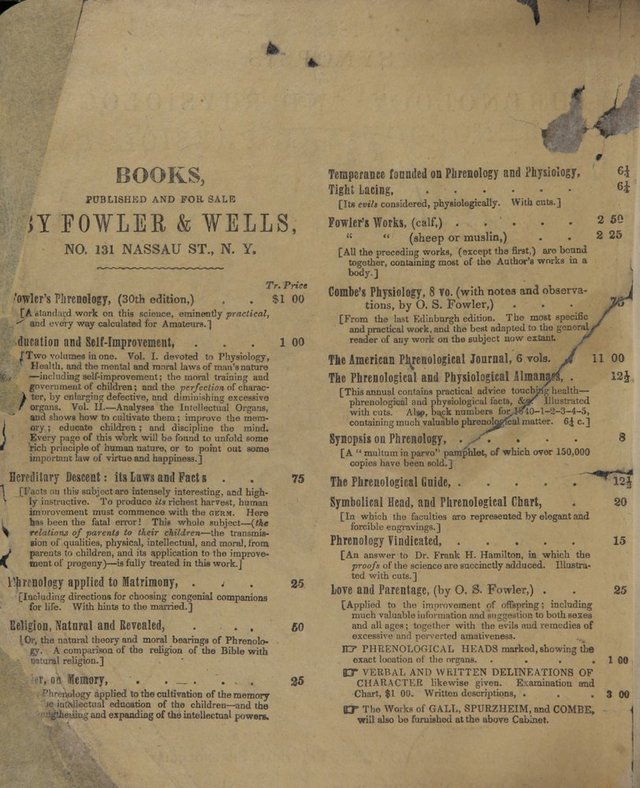 BOOKS,
PUBLISHED AND FOR SALE
BY FOWLER & WELLS,
NO. 131 NASSAU ST., N. Y.
Tr. Price
Fowler's Phrenology, (30th edition,) . . $1 00
[A standard work on this science, eminently practical,
and every way calculated for Amateurs.]
Education and Self-Improvement, . . . 1 00
[Two volumes in one. Vol. I. devoted to Physiology,
Health, and the mental and moral laws of man's nature
—including self-improvement; the moral training and
government of children; and the perfection of charac-
ter, by enlarging defective, and diminishing excessive
organs. Vol. II.—Analyses the Intellectual Organs,
and shows how to cultivate them; improve the mem-
ory; educate children; and discipline the mind.
Every page of this work will be found to unfold some
rich principle of human nature, or to point out some
important law of virtue and happiness.]
Hereditary Descent: its Laws and Facts . . 75
[Facts on this subject are intensely interesting, and high-
ly instructive. To produce its richest harvest, human
improvement must commence with the GERM. Here
has been the fatal error! This whole subject—(the
relations of parents to their children—the transmis-
sion of qualities, physical, intellectual, and moral, from
parents to children, and its application to the improve-
ment of progeny)—is fully treated in this work.]
Phrenology applied to Matrimony, . . . 25
[Including directions for choosing congenial companions
for life. With hints to the married.]
Religion, Natural and Revealed, . . . . 50
[Or, the natural theory and moral bearings of Phrenolo-
gy. A comparison of the religion of the Bible with
natural religion.]
on Memory, . . . . . 25
Phrenology applied to the cultivation of the memory
intellectual education of the children—and the
and expanding of the intellectual powers.
Temperance founded on Phrenology and Physiology, 6¼
Tight Lacing, . . . . . . 6¼
[Its evils considered, physiologically. With cuts.]
Fowler's Works, (calf,) . . . . . 2 50
" " (sheep or muslin,) . . 2 25
[All the preceding works, (except the first,) are bound
together, containing most of the Author's works in a
body.]
Combe's Physiology, 8 vo. (with notes and observa-
tions, by O. S. Fowler,) . . . . 75
[From the last Edinburgh edition. The most specific
and practical work, and the best adapted to the general
reader of any work on the subject now extant.
The American Phrenological Journal, 6 vols. 11 00
The Phrenological and Physiological Almanac, . 12½
[This annual contains practical advice touching health—
phrenological and physiological facts, &c. Illustrated
with cuts. Also, back numbers for 1840-1-2-3-4-5,
containing much valuable phrenological matter. 6¼ c.]
Synopsis on Phrenology, . . . . . 8
[A "multum in parvo" pamphlet, of which over 150,000
copies have been sold.]
The Phrenological Guide, . . . . . 12½
Symbolical Head, and Phrenological Chart, . 20
[In which the faculties are represented by elegant and
forcible engravings.]
Phrenology Vindicated, . . . . . 15
[An answer to Dr. Frank H. Hamilton, in which the
proofs of the science are succinctly adduced. Illustra-
ted with cuts.]
Love and Parentage, (by O. S. Fowler,) . . 25
[Applied to the improvement of offspring; including
much valuable information and suggestion to both sexes
and all ages; together with the evils and remedies of
excessive and perverted amativeness.
☞ PHRENOLOGICAL HEADS marked, showing the
exact location of the organs. . . . . 1 00
☞ VERBAL AND WRITTEN DELINEATIONS OF
CHARACTER likewise given. Examination and
Chart, $1 00. Written descriptions, . . . 3 00
☞ The Works of GALL, SPURZHEIM, and COMBE,
will also be furnished at the above Cabinet.